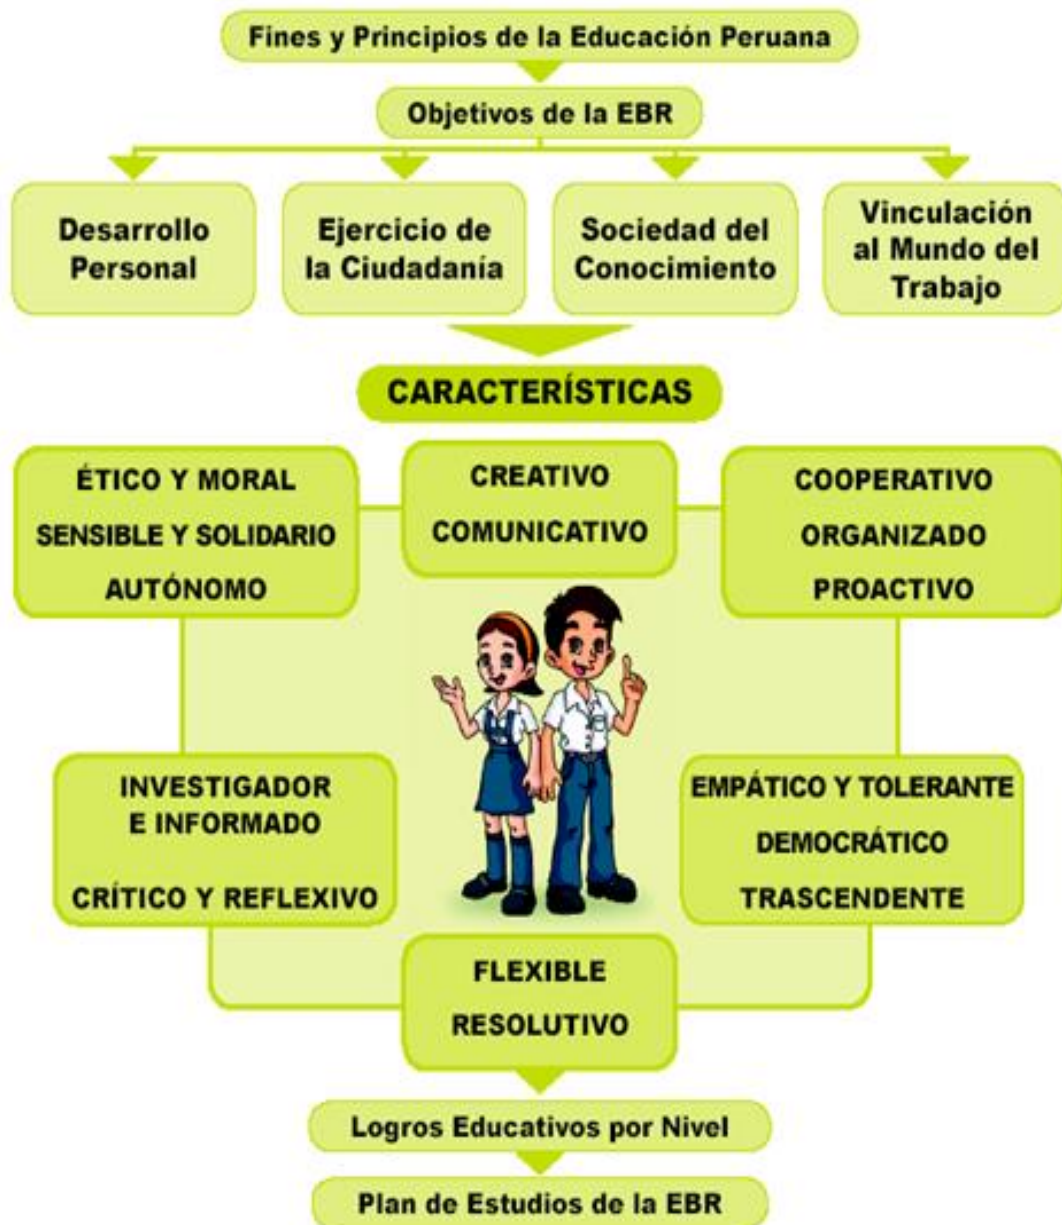 Fines y Principios de la Educación Peruana
Objetivos de la EBR
Desarrollo
Personal
Ejercicio de
la Ciudadanía
Sociedad del
Conocimiento
Vinculación
al Mundo del
Trabajo
CARACTERÍSTICAS
ÉTICO Y MORAL
SENSIBLE Y SOLIDARIO
AUTÓNOMO
CREATIVO
COMUNICATIVO
COOPERATIVO
ORGANIZADO
PROACTIVO
INVESTIGADOR
E INFORMADO
CRÍTICO Y REFLEXIVO
EMPÁTICO Y TOLERANTE
DEMOCRÁTICO
TRASCENDENTE
FLEXIBLE
RESOLUTIVO
Logros Educativos por Nivel
Plan de Estudios de la EBR